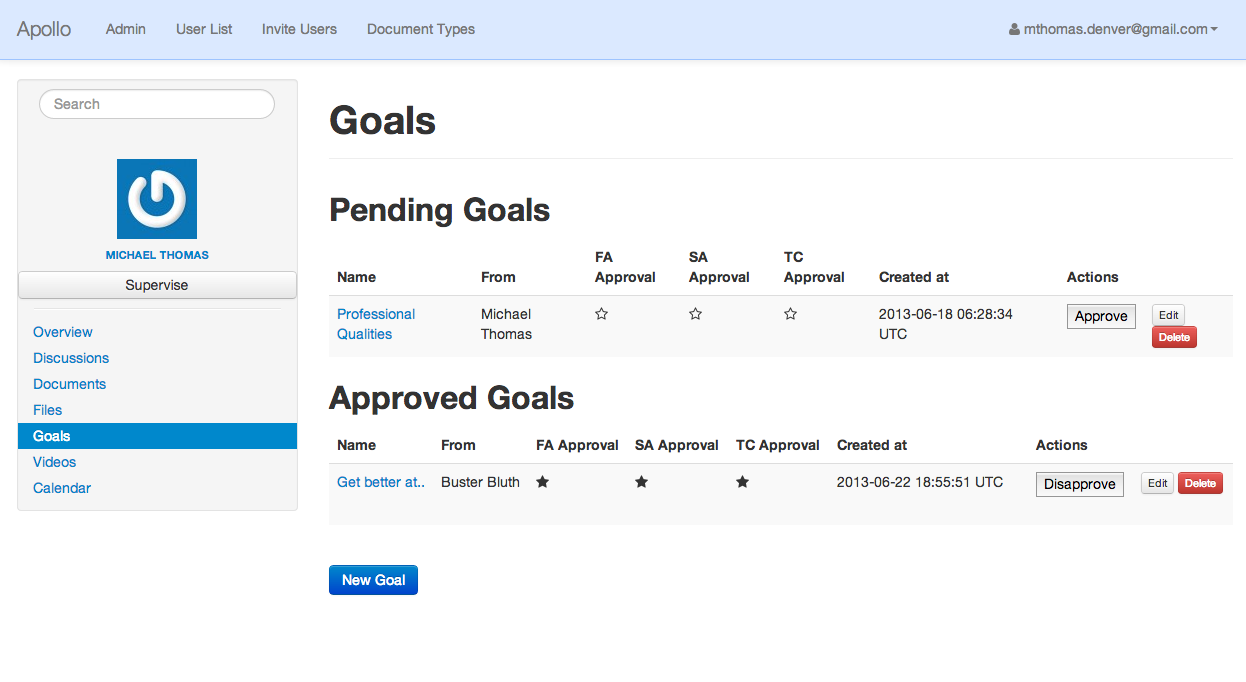 Apollo Admin User List Invite Users Document Types mthomas.denver@gmail.com
Search
MICHAEL THOMAS
Supervise
Overview
Discussions
Documents
Files
Goals
Videos
Calendar
Goals
Pending Goals
Name From FA Approval SA Approval TC Approval Created at Actions
Professional Michael 2013-06-18 06:28:34 Approve Edit
Qualities Thomas UTC Delete
Approved Goals
Name From FA Approval SA Approval TC Approval Created at Actions
Get better at.. Buster Bluth 2013-06-22 18:55:51 UTC Disapprove Edit Delete
New Goal